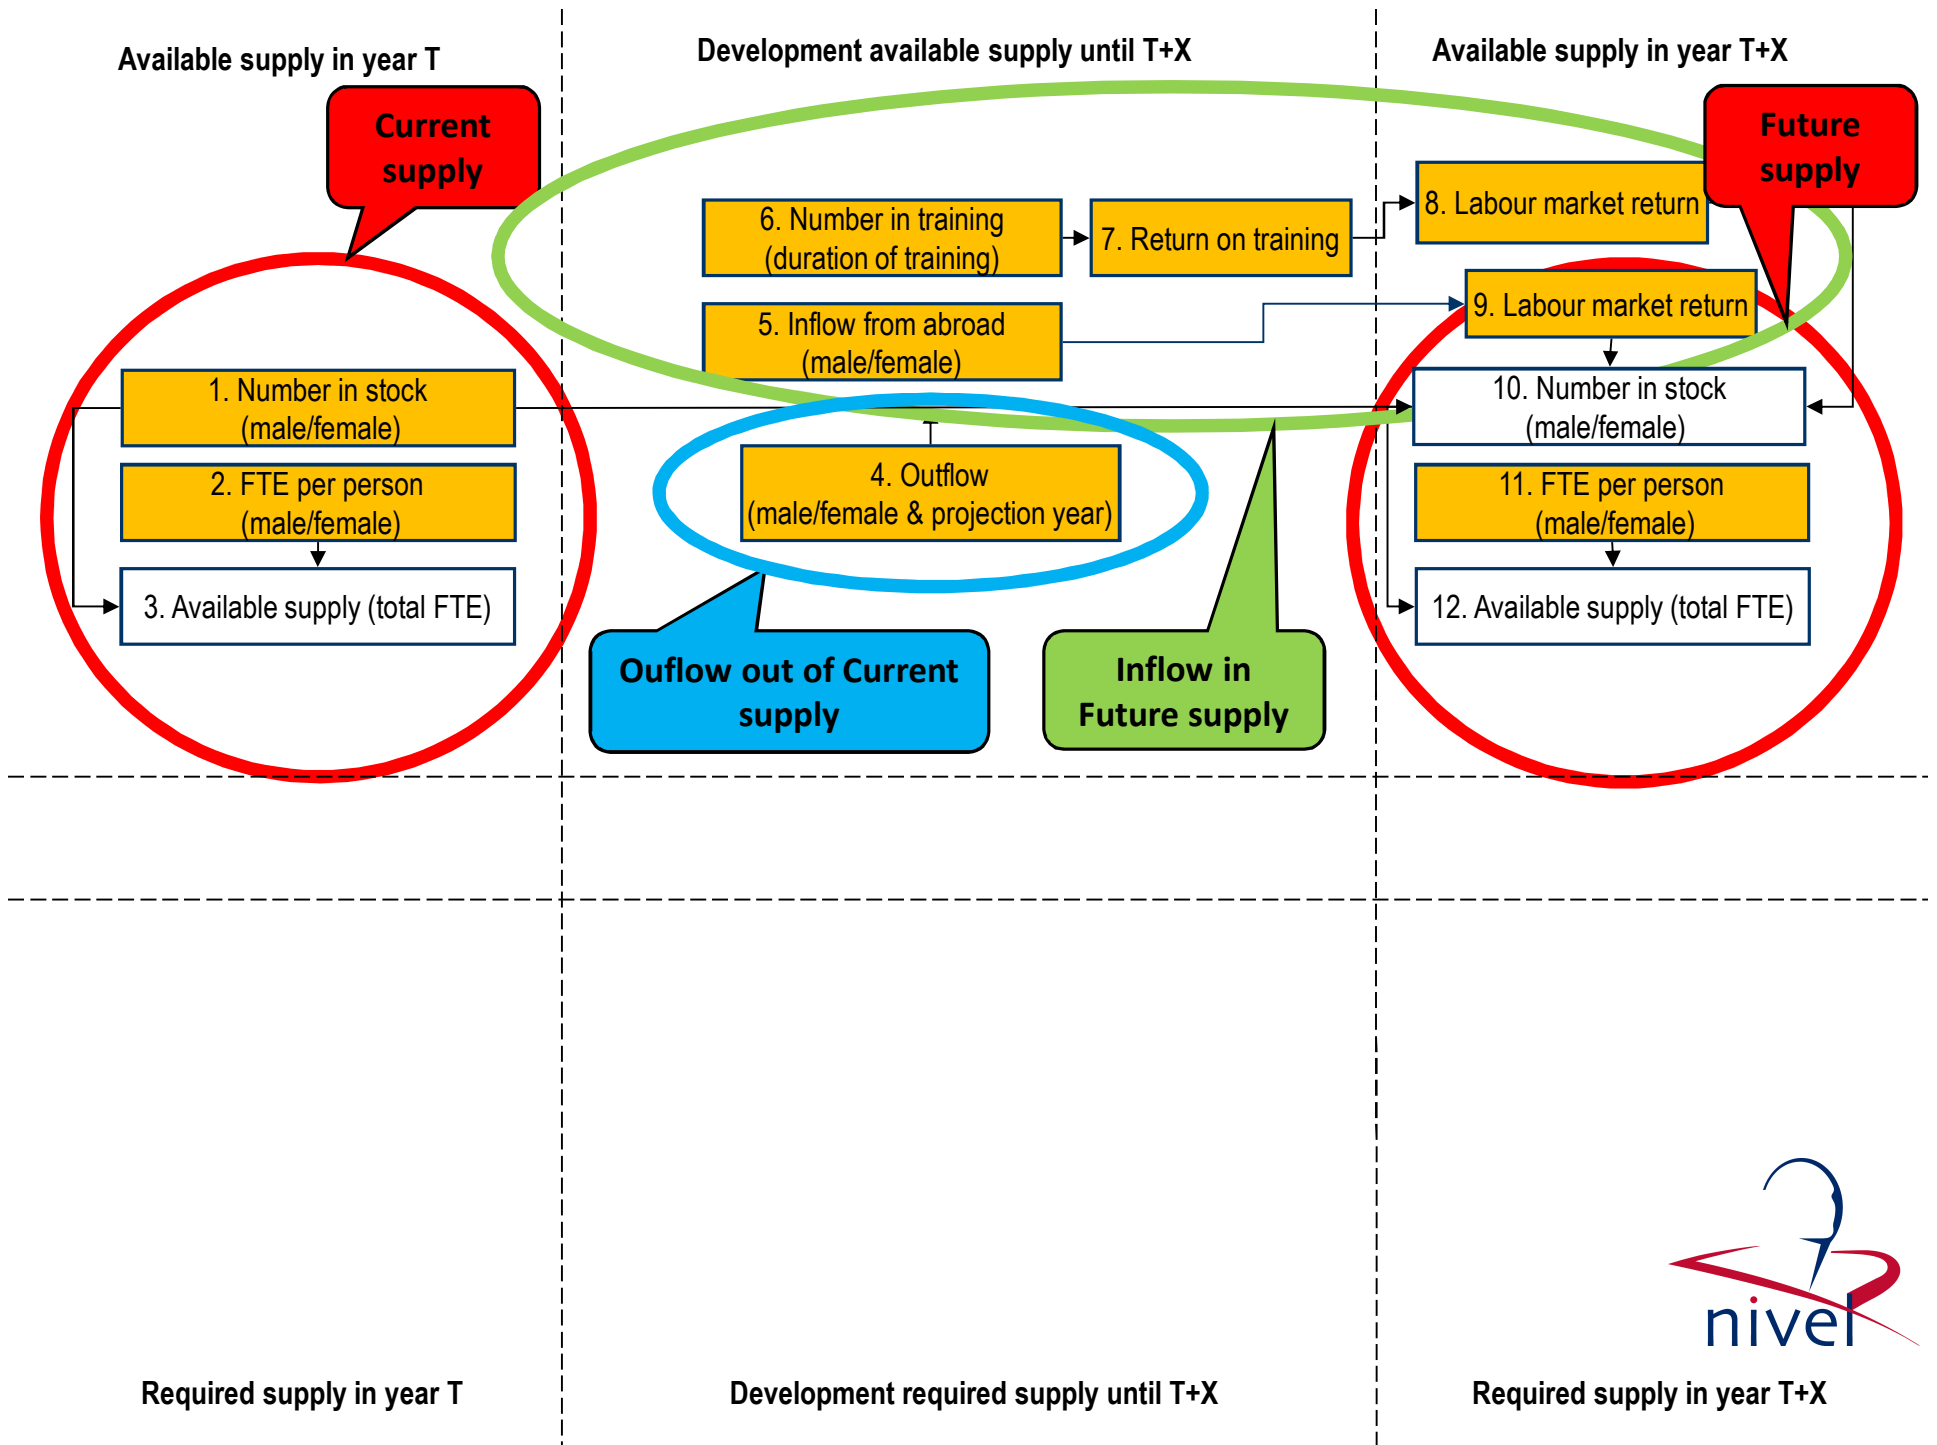 Available supply in year T
Development available supply until T+X
Available supply in year T+X
Current
supply
Future
supply
6. Number in training
(duration of training)
7. Return on training
8. Labour market return
5. Inflow from abroad
(male/female)
9. Labour market return
1. Number in stock
(male/female)
10. Number in stock
(male/female)
2. FTE per person
(male/female)
4. Outflow
(male/female & projection year)
11. FTE per person
(male/female)
3. Available supply (total FTE)
12. Available supply (total FTE)
Ouflow out of Current
supply
Inflow in
Future supply
nivel
Required supply in year T
Development required supply until T+X
Required supply in year T+X